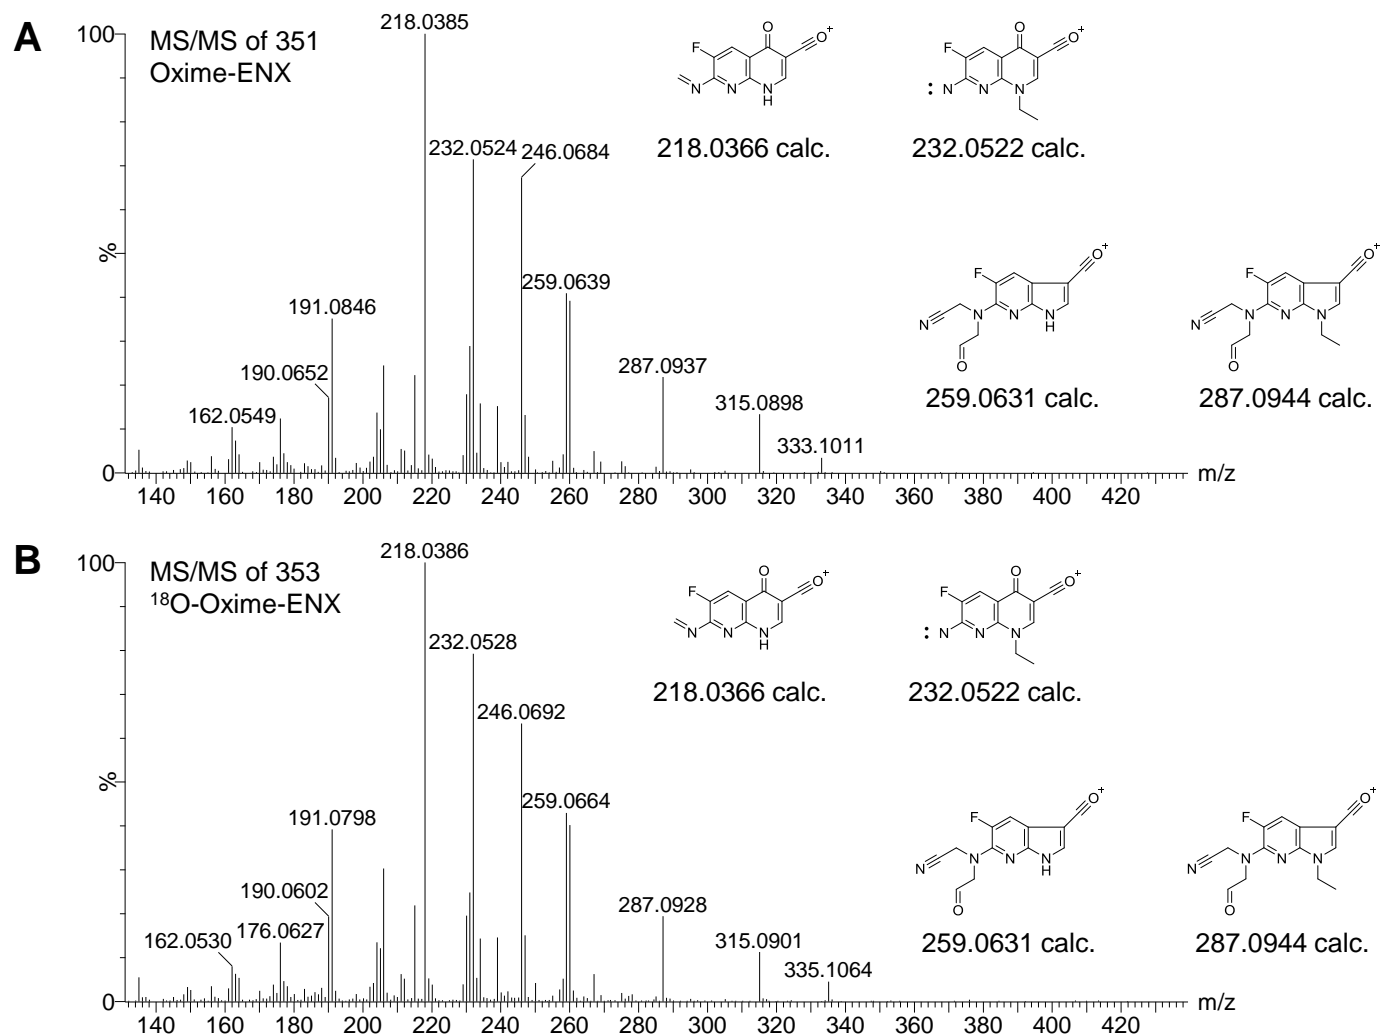 A
MS/MS of 351
Oxime-ENX
100
%
0
218.0385
232.0524
246.0684
259.0639
191.0846
190.0652
162.0549
287.0937
315.0898
333.1011
F
O
O+
N
N
N
H
218.0366 calc.
F
O
O+
: N
N
N
232.0522 calc.
F
O+
N
N
N
N
H
O
259.0631 calc.
F
O+
N
N
N
N
O
287.0944 calc.
140 160 180 200 220 240 260 280 300 320 340 360 380 400 420 m/z
B
MS/MS of 353
18O-Oxime-ENX
100
%
0
218.0386
232.0528
246.0692
259.0664
191.0798
190.0602
176.0627
162.0530
287.0928
315.0901
335.1064
F
O
O+
N
N
N
H
218.0366 calc.
F
O
O+
: N
N
N
232.0522 calc.
F
O+
N
N
N
N
H
O
259.0631 calc.
F
O+
N
N
N
N
O
287.0944 calc.
140 160 180 200 220 240 260 280 300 320 340 360 380 400 420 m/z